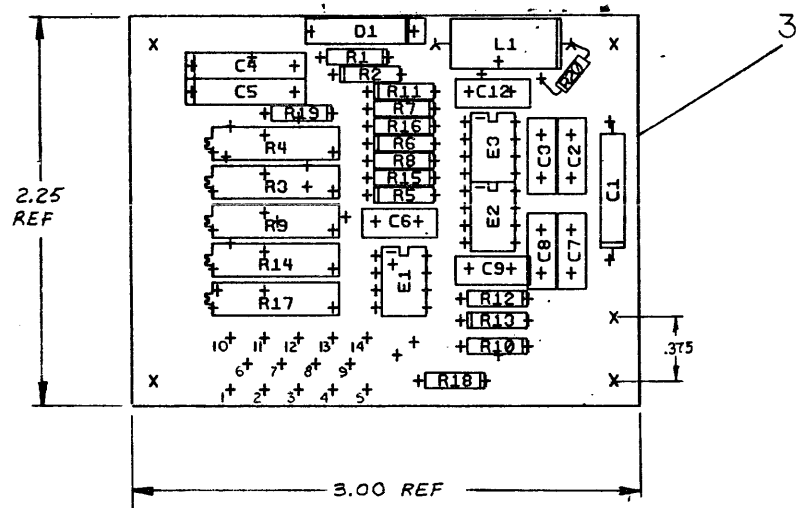 3
D1
L1
R1
R2
R20
C4
C5
C12
R11
R7
R19
R16
R4
R6
E3
C3
C2
R8
R3
R15
C1
R5
E2
2.25
REF
R9
C6
C8
C7
R14
E1
C9
R17
R12
R13
.375
10 11 12 13 14
R10
6 7 8 9
R18
1 2 3 4 5
3.00 REF